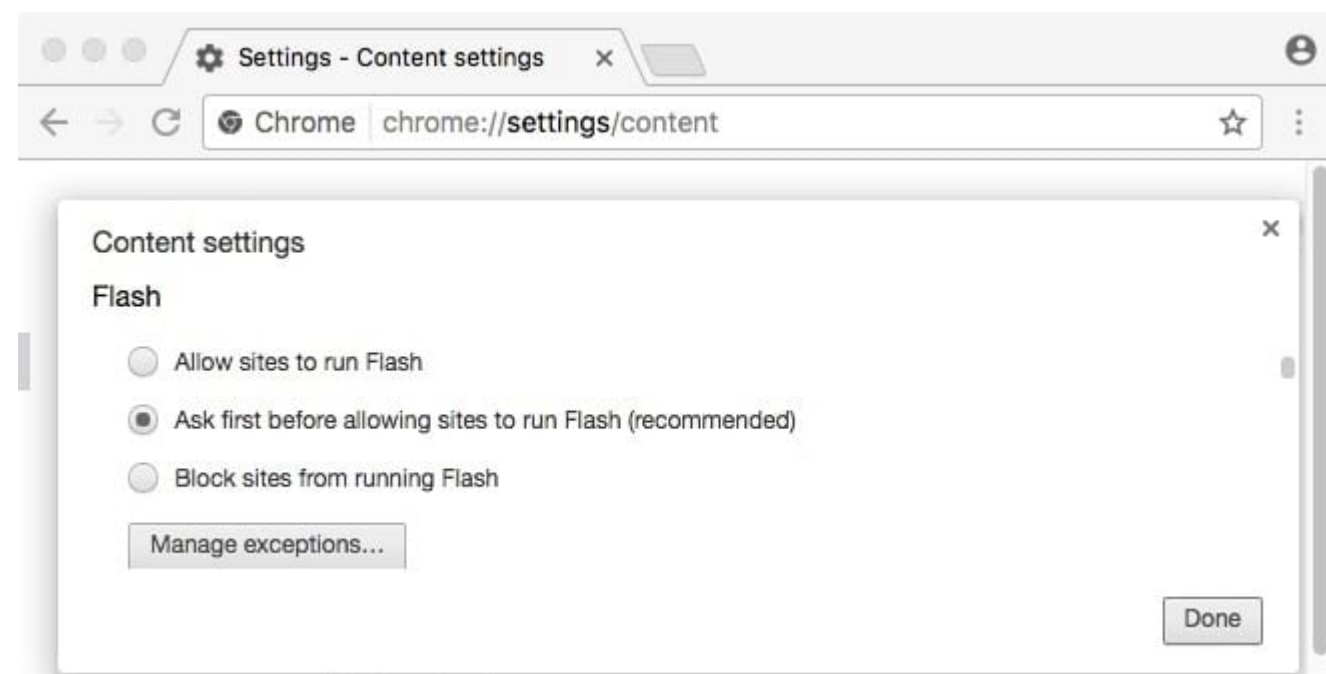 Settings - Content settings
Chrome chrome://settings/content
Content settings
Flash
Allow sites to run Flash
Ask first before allowing sites to run Flash (recommended)
Block sites from running Flash
Manage exceptions...
Done